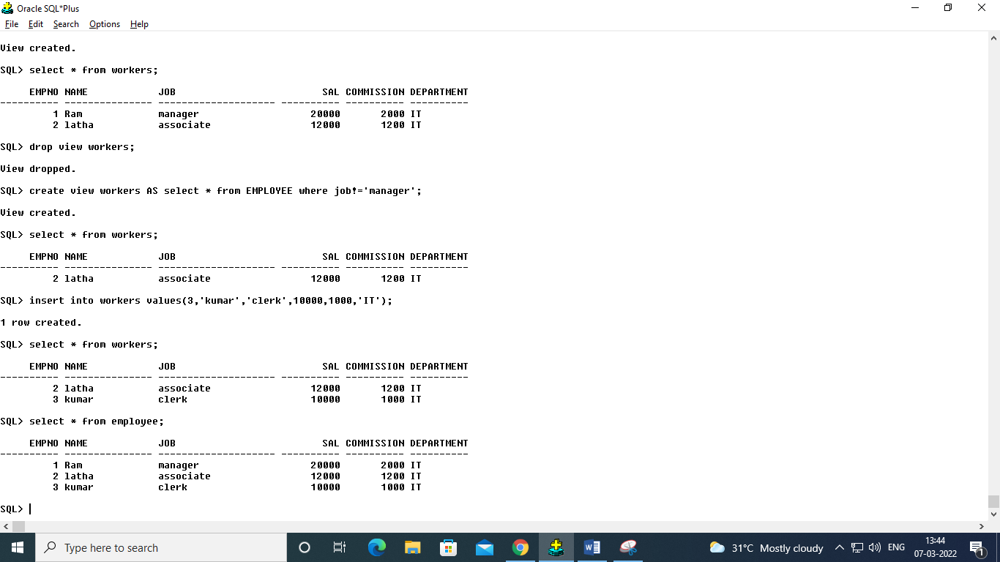 Oracle SQL*Plus
File Edit Search Options Help
View created.
SQL> select * from workers;
EMPNO NAME JOB SAL COMMISSION DEPARTMENT
---------- --------------- -------------------- ---------- ---------- ----------
1 Ram manager 20000 2000 IT
2 latha associate 12000 1200 IT
SQL> drop view workers;
View dropped.
SQL> create view workers AS select * from EMPLOYEE where job!='manager';
View created.
SQL> select * from workers;
EMPNO NAME JOB SAL COMMISSION DEPARTMENT
---------- --------------- -------------------- ---------- ---------- ----------
2 latha associate 12000 1200 IT
SQL> insert into workers values(3,'kumar','clerk',10000,1000,'IT');
1 row created.
SQL> select * from workers;
EMPNO NAME JOB SAL COMMISSION DEPARTMENT
---------- --------------- -------------------- ---------- ---------- ----------
2 latha associate 12000 1200 IT
3 kumar clerk 10000 1000 IT
SQL> select * from employee;
EMPNO NAME JOB SAL COMMISSION DEPARTMENT
---------- --------------- -------------------- ---------- ---------- ----------
1 Ram manager 20000 2000 IT
2 latha associate 12000 1200 IT
3 kumar clerk 10000 1000 IT
SQL>
Type here to search
31°C Mostly cloudy
ENG
13:44
07-03-2022
1